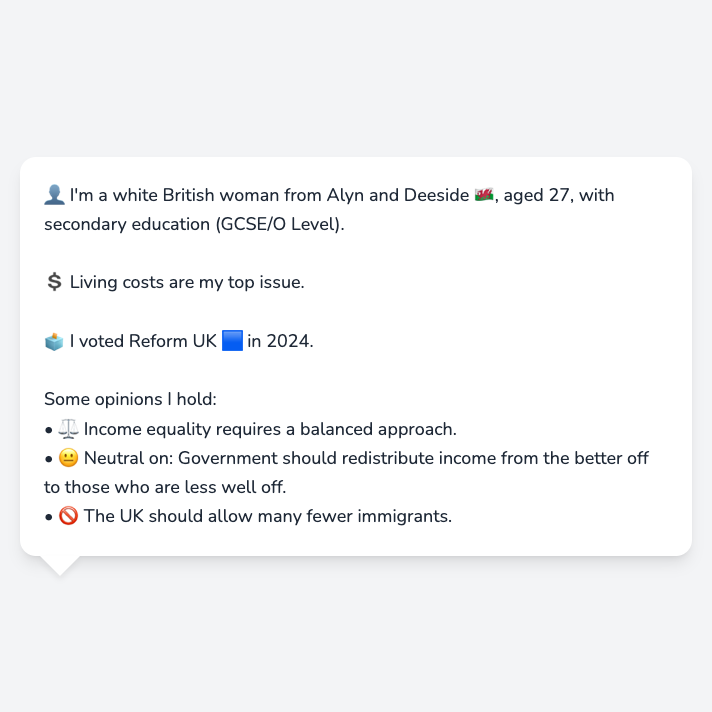 👤 I'm a white British woman from Alyn and Deeside 🏴󠁧󠁢󠁷󠁬󠁳󠁿, aged 27, with
secondary education (GCSE/O Level).
💲 Living costs are my top issue.
🗳️ I voted Reform UK 🟦 in 2024.
Some opinions I hold:
• ⚖️ Income equality requires a balanced approach.
• 😐 Neutral on: Government should redistribute income from the better off
to those who are less well off.
• 🚫 The UK should allow many fewer immigrants.